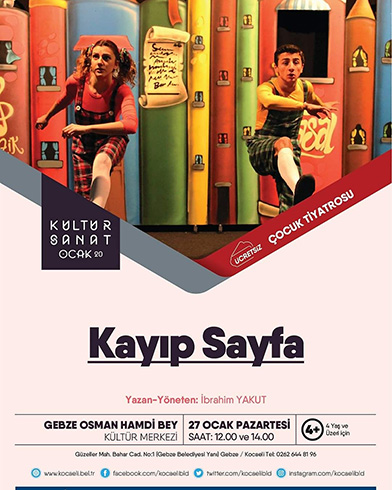 KÜLTÜR
SANAT
OCAK 20
ÜCRETSİZ
ÇOCUK TİYATROSU
Kayıp Sayfa
Yazan-Yöneten: İbrahim YAKUT
GEBZE OSMAN HAMDİ BEY
KÜLTÜR MERKEZİ
27 OCAK PAZARTESİ
SAAT: 12.00 ve 14.00
4+
4 Yaş ve
Üzeri için
Güzeller Mah. Bahar Cad. No:1 (Gebze Belediyesi Yanı) Gebze / Kocaeli Tel: 0262 644 81 96
www.kocaeli.bel.tr
facebook.com/kocaelibld
twitter.com/kocaelibld
instagram.com/kocaelibld